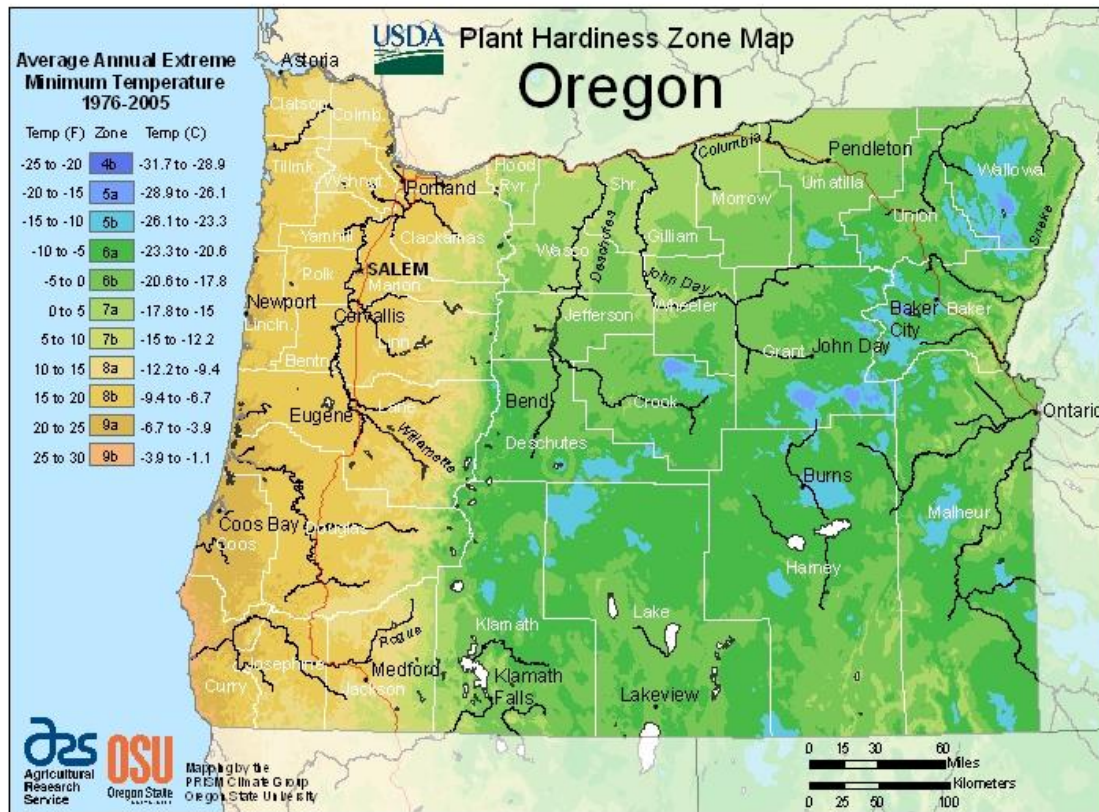 USDA
Plant Hardiness Zone Map
Oregon
Average Annual Extreme
Minimum Temperature
1976-2005
Temp (F) Zone Temp (C)
-25 to -20 4b -31.7 to -28.9
-20 to -15 5a -28.9 to -26.1
-15 to -10 5b -26.1 to -23.3
-10 to -5 6a -23.3 to -20.6
-5 to 0 6b -20.6 to -17.8
0 to 5 7a -17.8 to -15
5 to 10 7b -15 to -12.2
10 to 15 8a -12.2 to -9.4
15 to 20 8b -9.4 to -6.7
20 to 25 9a -6.7 to -3.9
25 to 30 9b -3.9 to -1.1
Astoria
Clatsop
Colmb.
Tillmk.
Wshngt.
Portland
Hood
Rvr.
Shr.
Columbia
Pendleton
Umatilla
Wallowa
Morrow
Union
Snake
Yamhill
Clackamas
Wasco
Deschutes
Gilliam
Polk
SALEM
Marion
John Day
Wheeler
Newport
Lincln.
Corvallis
Linn
Jefferson
Baker
City
Baker
Bentn.
Grant
John Day
Eugene
Lane
Willamette
Bend
Crook
Ontario
Deschutes
Burns
Malheur
Coos Bay
Coos
Douglas
Harney
Klamath
Lake
Rogue
Josephine
Medford
Jackson
Curry
Klamath
Falls
Lakeview
Agricultural
Research
Service
OSU
Oregon State
UNIVERSITY
Mapping by the
PRISM Climate Group
Oregon State University
0 15 30 60
Miles
Kilometers
0 25 50 100